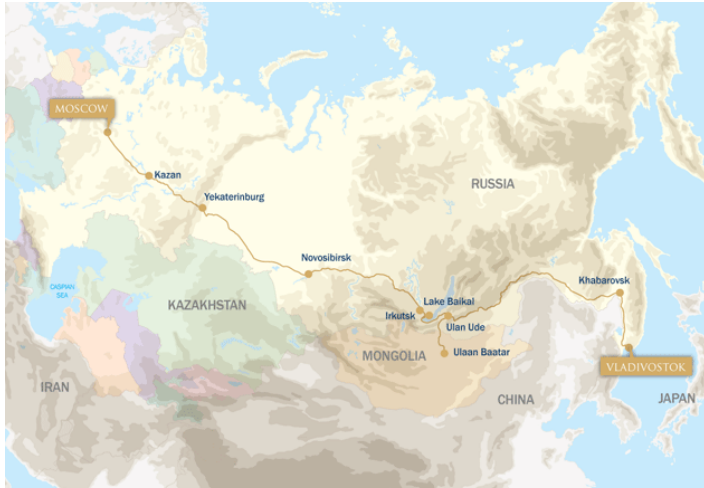 MOSCOW
Kazan
Yekaterinburg
RUSSIA
Novosibirsk
CASPIAN
SEA
KAZAKHSTAN
Khabarovsk
Lake Baikal
Irkutsk
Ulan Ude
MONGOLIA
Ulaan Baatar
VLADIVOSTOK
IRAN
CHINA
JAPAN